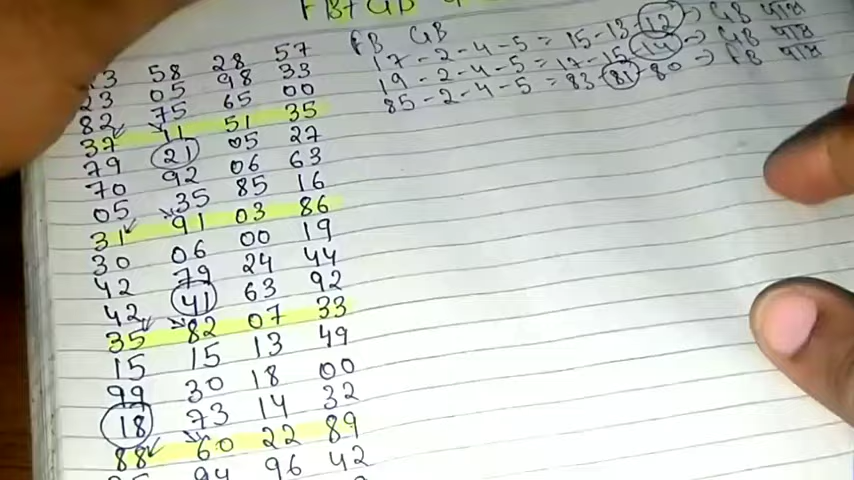 FB+GB
58 28 57
23 05 98 33
82 75 65 00
37 11 51 35
79 21 05 27
70 92 06 63
05 35 85 16
31 91 03 86
30 06 00 19
42 79 24 44
42 41 63 92
35 82 07 33
15 15 13 49
99 30 18 00
18 73 14 32
88 60 22 89
94 96 42
FB GB
17-2-4-5=15-13-12→GB पास
19-2-4-5=17-15 14→GB पास
85-2-4-5=83-81-80→FB पास